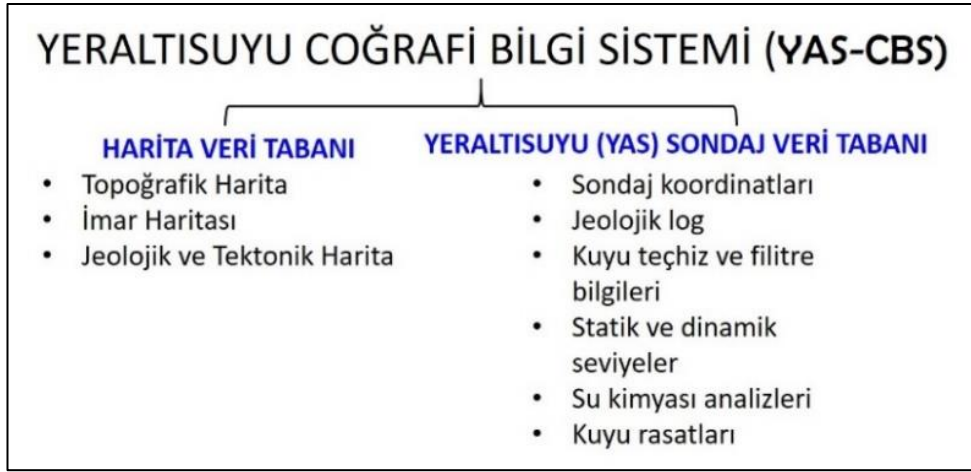 YERALTISUYU COĞRAFİ BİLGİ SİSTEMİ (YAS-CBS)
HARİTA VERİ TABANI
• Topoğrafik Harita
• İmar Haritası
• Jeolojik ve Tektonik Harita
YERALTISUYU (YAS) SONDAJ VERİ TABANI
• Sondaj koordinatları
• Jeolojik log
• Kuyu teçhiz ve filitre
bilgileri
• Statik ve dinamik
seviyeler
• Su kimyası analizleri
• Kuyu rasatları